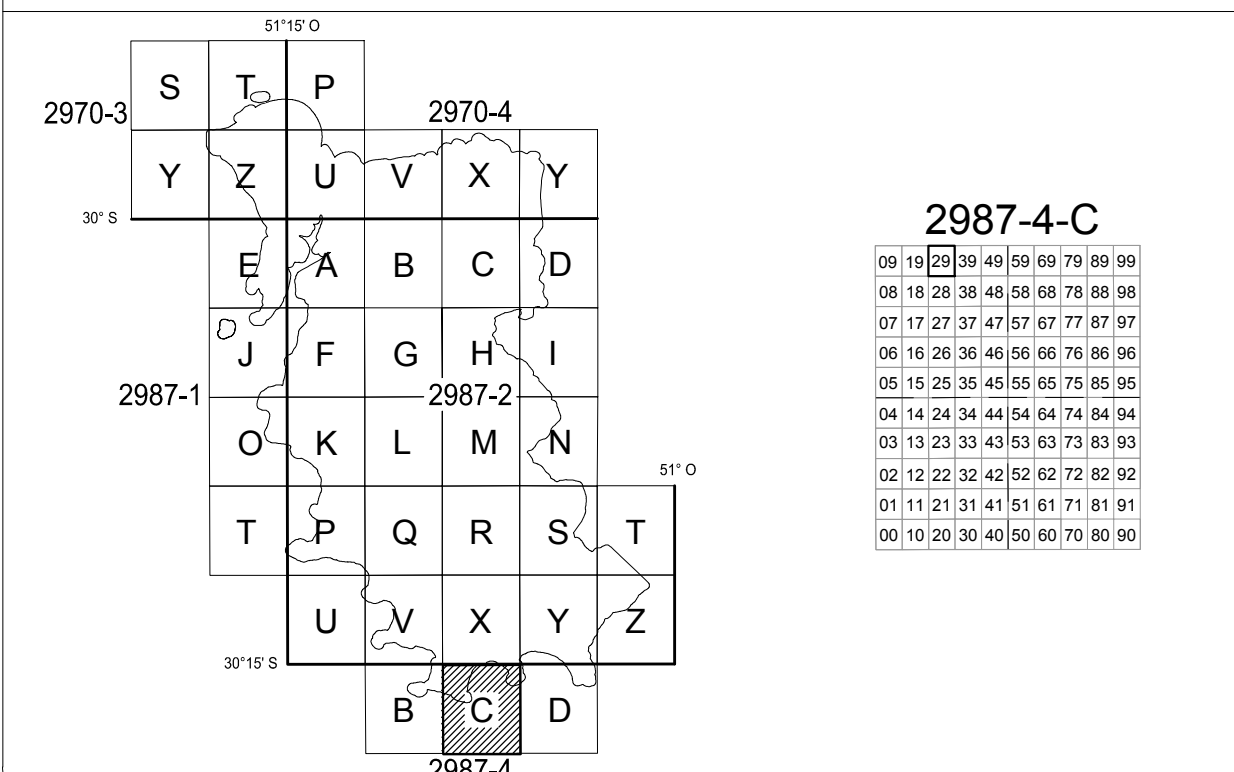 51°15' O
S T P
2970-3 2970-4
Y Z U V X Y
30° S
E A B C D
J F G H I
2987-1 2987-2
O K L M N
51° O
T P Q R S T
U V X Y Z
30°15' S
B C D
2987-4
2987-4-C
09 19 29 39 49 59 69 79 89 99
08 18 28 38 48 58 68 78 88 98
07 17 27 37 47 57 67 77 87 97
06 16 26 36 46 56 66 76 86 96
05 15 25 35 45 55 65 75 85 95
04 14 24 34 44 54 64 74 84 94
03 13 23 33 43 53 63 73 83 93
02 12 22 32 42 52 62 72 82 92
01 11 21 31 41 51 61 71 81 91
00 10 20 30 40 50 60 70 80 90